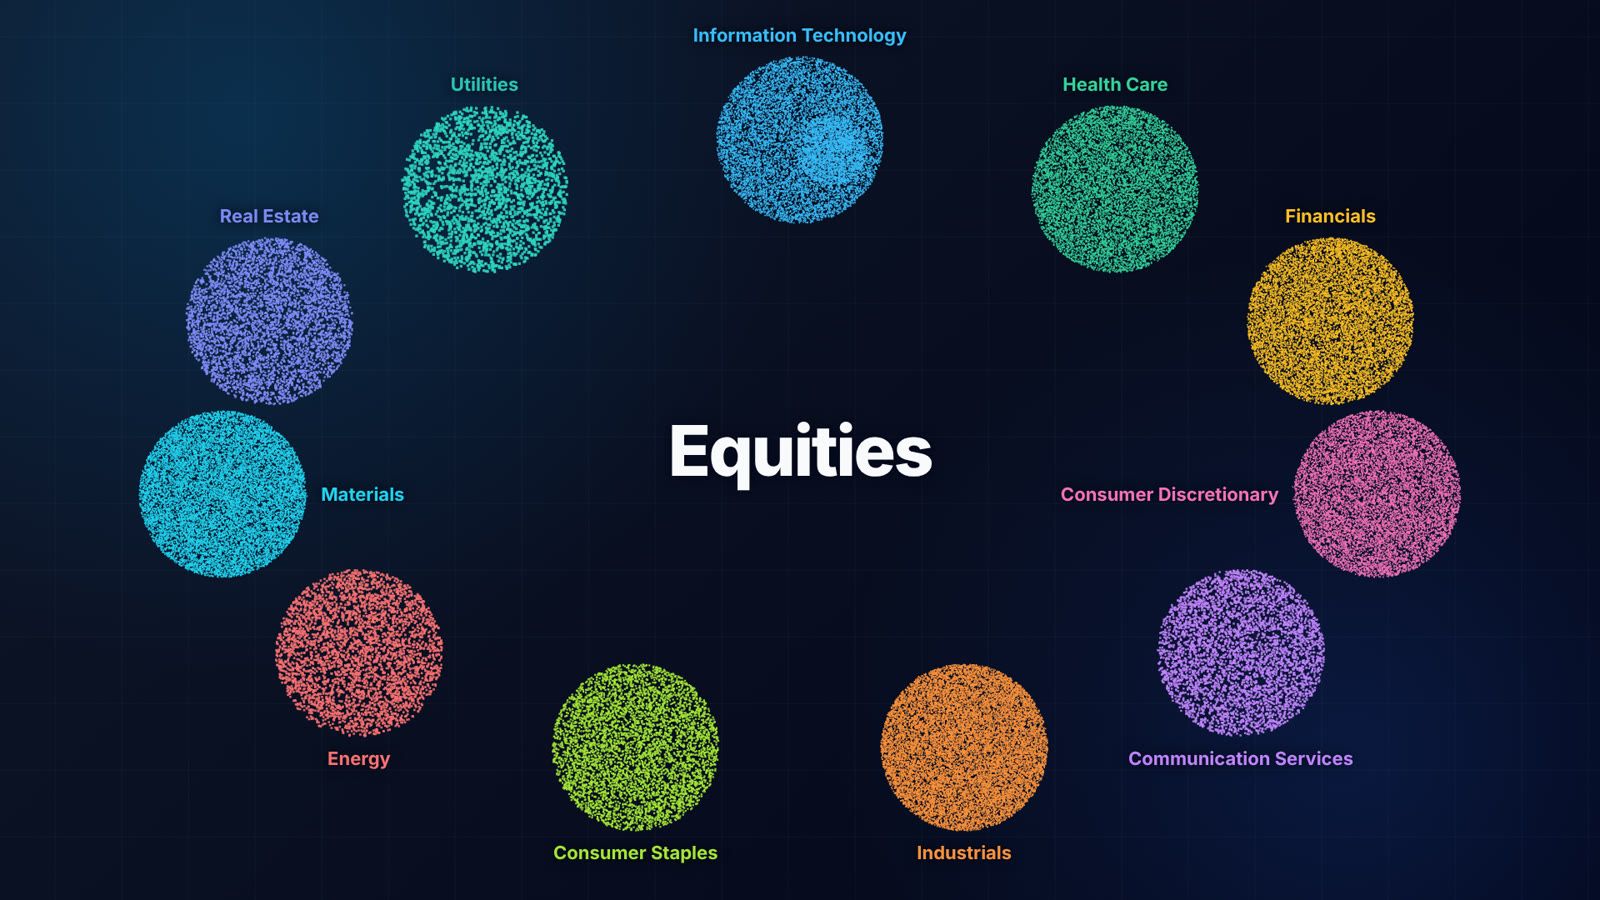 Information Technology
Utilities
Health Care
Real Estate
Financials
Equities
Materials
Consumer Discretionary
Energy
Communication Services
Consumer Staples
Industrials